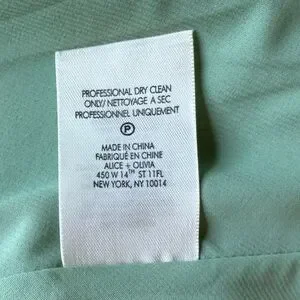 PROFESSIONAL DRY CLEAN
ONLY/ NETTOYAGE A SEC
PROFESSIONNEL UNIQUEMENT
P
MADE IN CHINA
FABRIQUÉ EN CHINE
ALICE + OLIVIA
450 W 14TH ST 11FL
NEW YORK, NY 10014